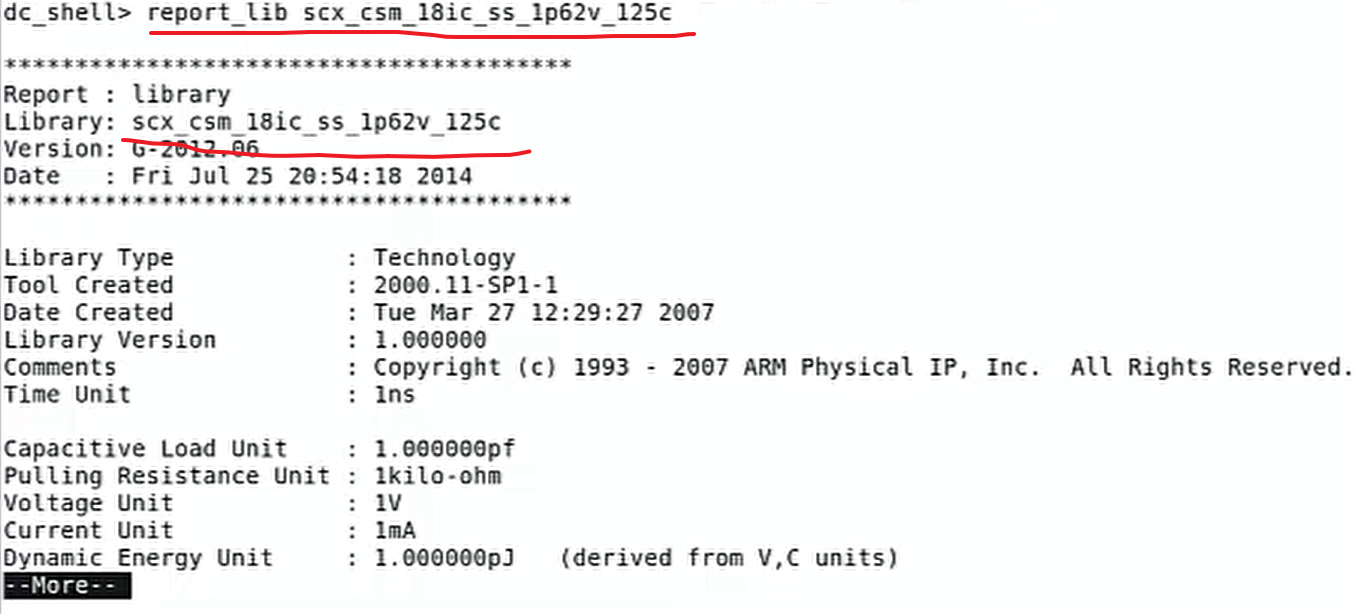 dc_shell> report_lib scx_csm_18ic_ss_1p62v_125c
****************************************
Report : library
Library: scx_csm_18ic_ss_1p62v_125c
Version: G-2012.06
Date   : Fri Jul 25 20:54:18 2014
****************************************
Library Type            : Technology
Tool Created            : 2000.11-SP1-1
Date Created            : Tue Mar 27 12:29:27 2007
Library Version         : 1.000000
Comments                : Copyright (c) 1993 - 2007 ARM Physical IP, Inc.  All Rights Reserved.
Time Unit               : 1ns
Capacitive Load Unit    : 1.000000pf
Pulling Resistance Unit : 1kilo-ohm
Voltage Unit            : 1V
Current Unit            : 1mA
Dynamic Energy Unit     : 1.000000pJ   (derived from V,C units)
--More--